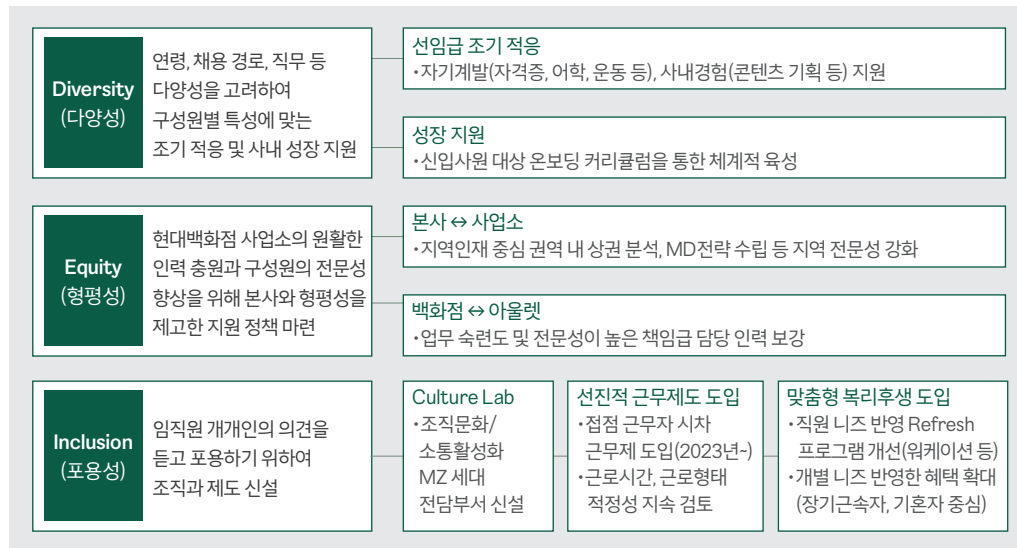 Diversity
(다양성)
연령, 채용 경로, 직무 등
다양성을 고려하여
구성원별 특성에 맞는
조기 적응 및 사내 성장 지원
선임급 조기 적응
·자기계발(자격증, 어학, 운동 등), 사내경험(콘텐츠 기획 등) 지원
성장 지원
·신입사원 대상 온보딩 커리큘럼을 통한 체계적 육성
Equity
(형평성)
현대백화점 사업소의 원활한
인력 충원과 구성원의 전문성
향상을 위해 본사와 형평성을
제고한 지원 정책 마련
본사 ↔ 사업소
·지역인재 중심 권역 내 상권 분석, MD전략 수립 등 지역 전문성 강화
백화점 ↔ 아울렛
·업무 숙련도 및 전문성이 높은 책임급 담당 인력 보강
Inclusion
(포용성)
임직원 개개인의 의견을
듣고 포용하기 위하여
조직과 제도 신설
Culture Lab
·조직문화/
소통활성화
MZ 세대
전담부서 신설
선진적 근무제도 도입
·접점 근무자 시차
근무제 도입(2023년~)
·근로시간, 근로형태
적정성 지속 검토
맞춤형 복리후생 도입
·직원 니즈 반영 Refresh
프로그램 개선(워케이션 등)
·개별 니즈 반영한 혜택 확대
(장기근속자, 기혼자 중심)